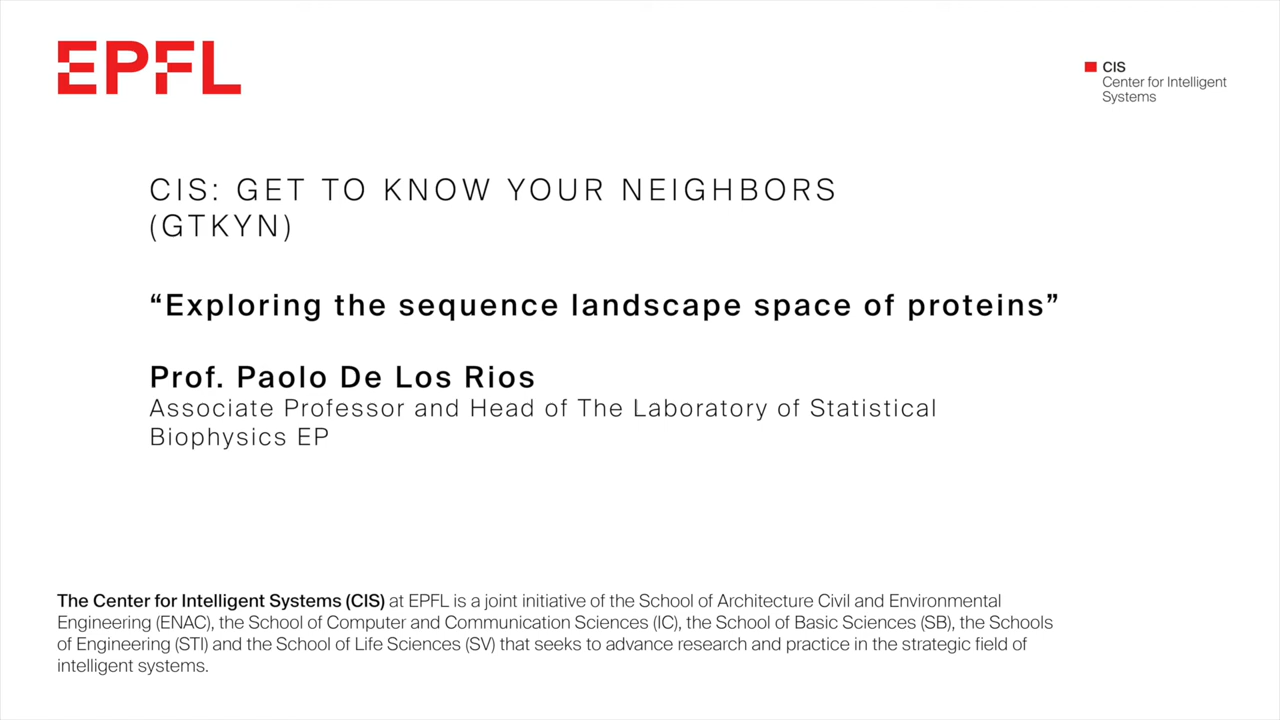 EPFL
CIS
Center for Intelligent
Systems
CIS: GET TO KNOW YOUR NEIGHBORS
(GTKYN)
“Exploring the sequence landscape space of proteins”
Prof. Paolo De Los Rios
Associate Professor and Head of The Laboratory of Statistical
Biophysics EP
The Center for Intelligent Systems (CIS) at EPFL is a joint initiative of the School of Architecture Civil and Environmental
Engineering (ENAC), the School of Computer and Communication Sciences (IC), the School of Basic Sciences (SB), the Schools
of Engineering (STI) and the School of Life Sciences (SV) that seeks to advance research and practice in the strategic field of
intelligent systems.